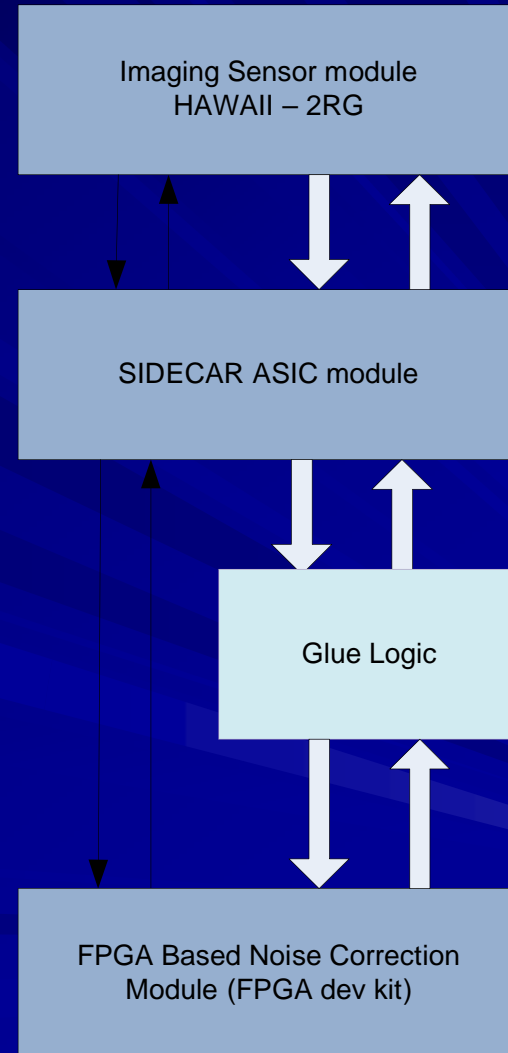 Imaging Sensor module
HAWAII – 2RG
SIDECAR ASIC module
Glue Logic
FPGA Based Noise Correction
Module (FPGA dev kit)